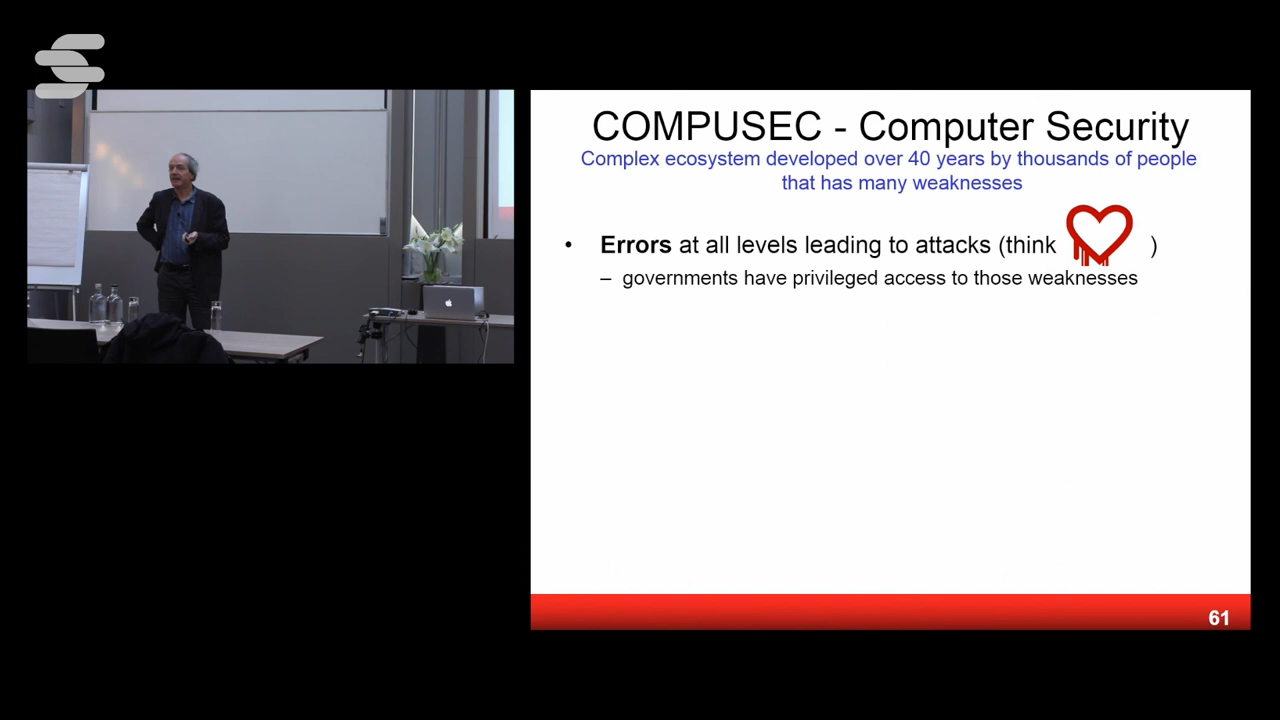 COMPUSEC - Computer Security
Complex ecosystem developed over 40 years by thousands of people
that has many weaknesses
• Errors at all levels leading to attacks (think )
– governments have privileged access to those weaknesses
61